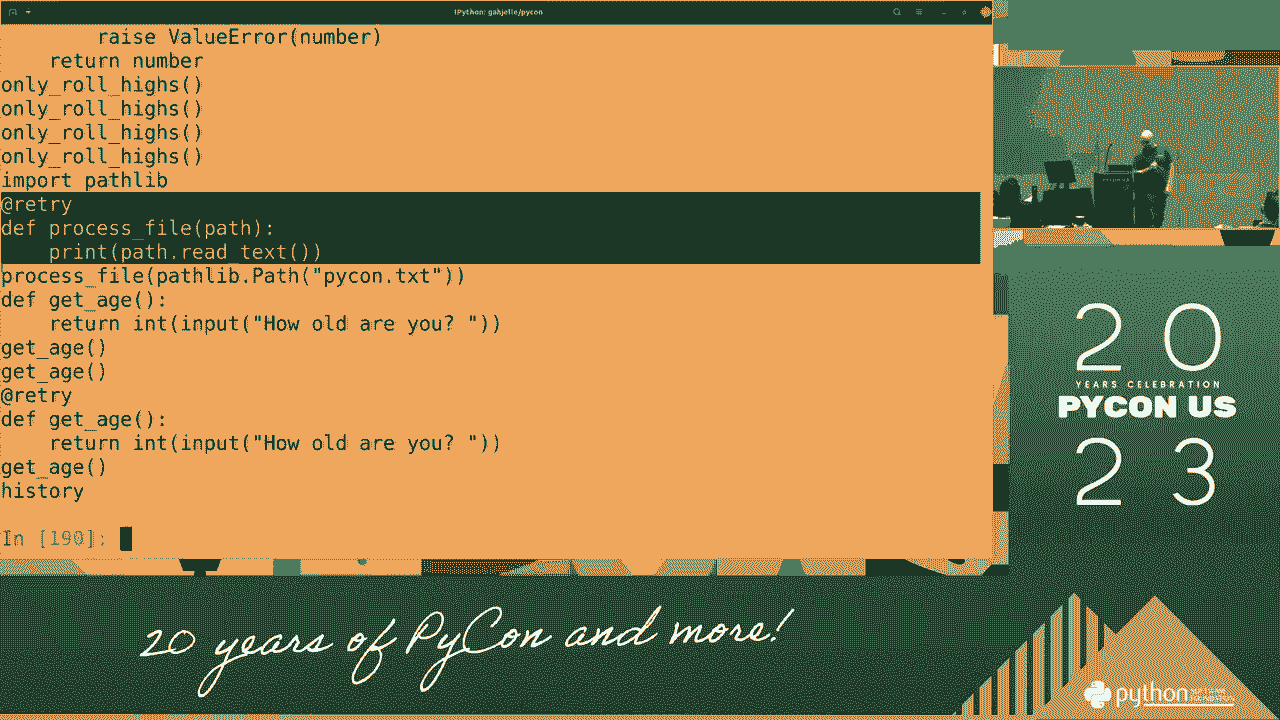 IPython: gahjelle/pycon
        raise ValueError(number)
    return number
only_roll_highs()
only_roll_highs()
only_roll_highs()
only_roll_highs()
import pathlib
@retry
def process_file(path):
    print(path.read_text())
process_file(pathlib.Path("pycon.txt"))
def get_age():
    return int(input("How old are you? "))
get_age()
get_age()
@retry
def get_age():
    return int(input("How old are you? "))
get_age()
history
In [190]:
20
YEARS CELEBRATION
PYCON US
23
20 years of PyCon and more!
python